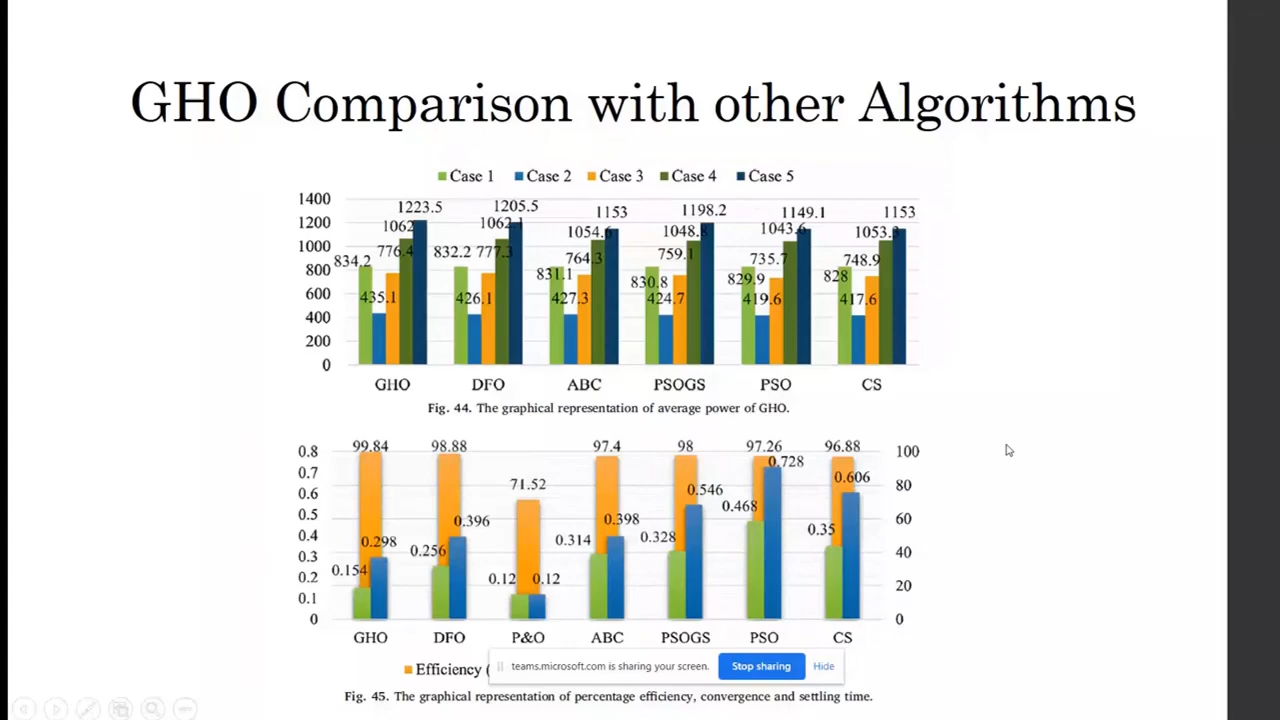 GHO Comparison with other Algorithms
Case 1 Case 2 Case 3 Case 4 Case 5
1400
1200
1000
800
600
400
200
0
834.2 435.1 776.4 1062 1223.5
832.2 426.1 777.3 1062.1 1205.5
831.1 427.3 764.3 1054.6 1153
830.8 424.7 759.1 1048.8 1198.2
829.9 419.6 735.7 1043.6 1149.1
828 417.6 748.9 1053.3 1153
GHO DFO ABC PSOGS PSO CS
Fig. 44. The graphical representation of average power of GHO.
0.8
0.7
0.6
0.5
0.4
0.3
0.2
0.1
0
99.84 98.88 71.52 97.4 98 97.26 96.88
0.154 0.298
0.256 0.396
0.12 0.12
0.314 0.398
0.328 0.546
0.468 0.728
0.35 0.606
100
80
60
40
20
0
GHO DFO P&O ABC PSOGS PSO CS
Efficiency (
teams.microsoft.com is sharing your screen. Stop sharing Hide
Fig. 45. The graphical representation of percentage efficiency, convergence and settling time.